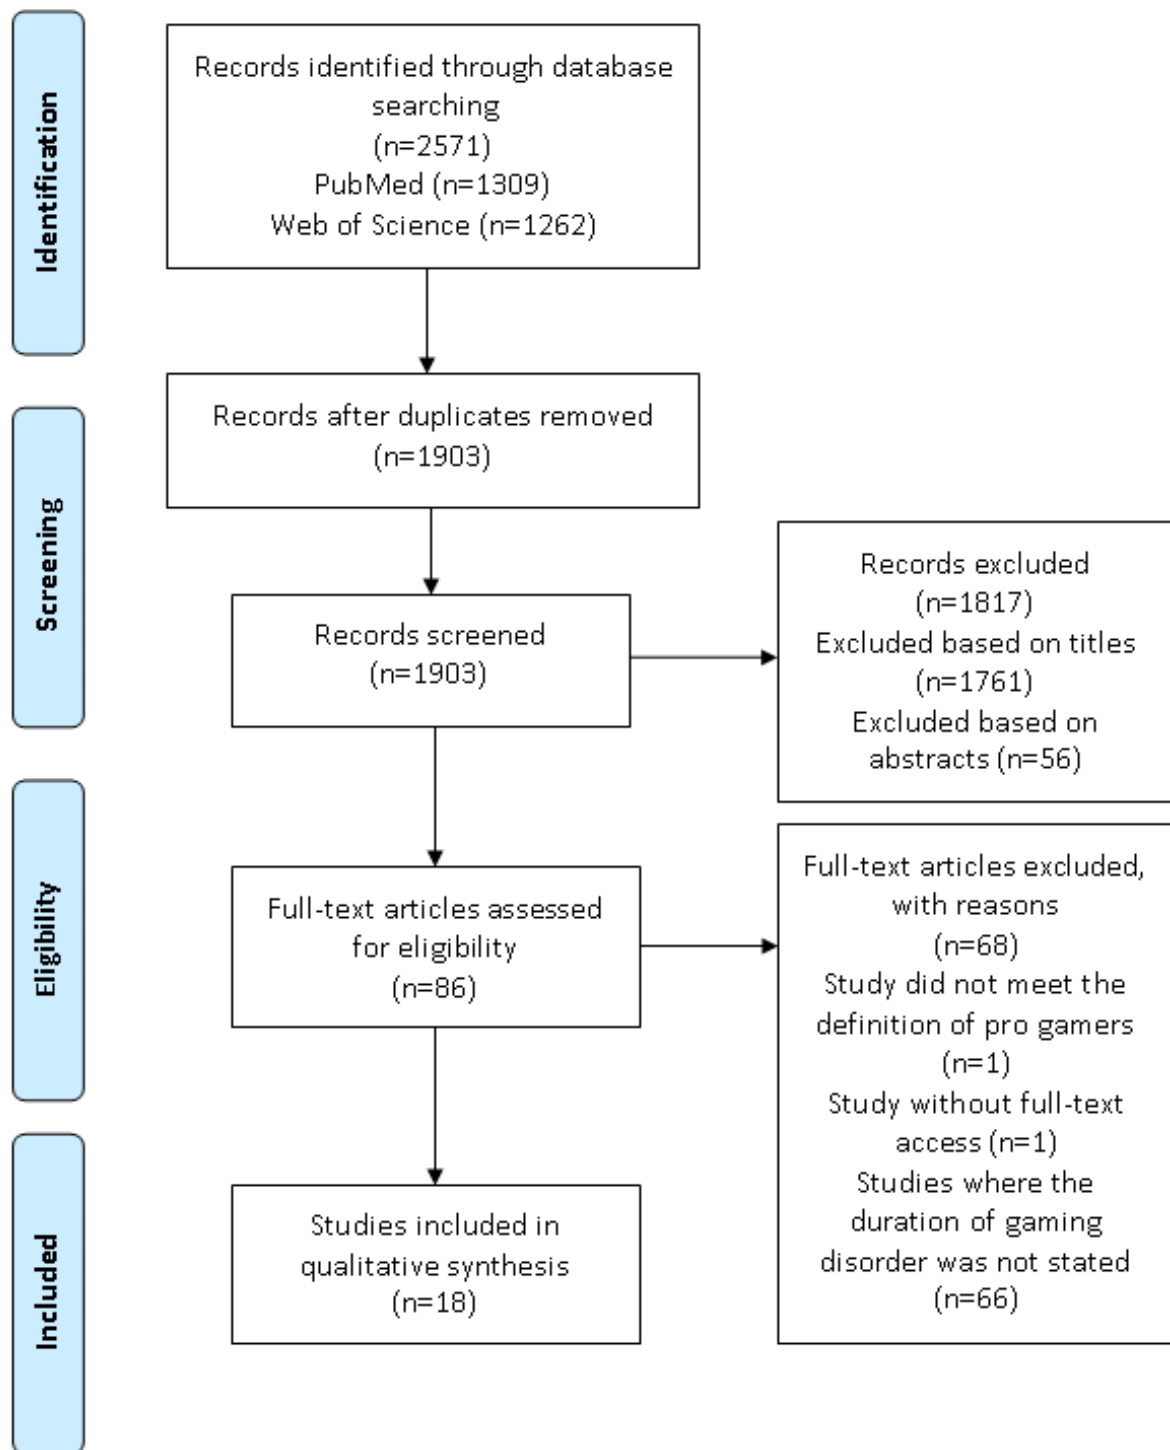 Identification
Records identified through database
searching
(n=2571)
PubMed (n=1309)
Web of Science (n=1262)
Screening
Records after duplicates removed
(n=1903)
Records screened
(n=1903)
Records excluded
(n=1817)
Excluded based on titles
(n=1761)
Excluded based on
abstracts (n=56)
Eligibility
Full-text articles assessed
for eligibility
(n=86)
Full-text articles excluded,
with reasons
(n=68)
Study did not meet the
definition of pro gamers
(n=1)
Study without full-text
access (n=1)
Studies where the
duration of gaming
disorder was not stated
(n=66)
Included
Studies included in
qualitative synthesis
(n=18)